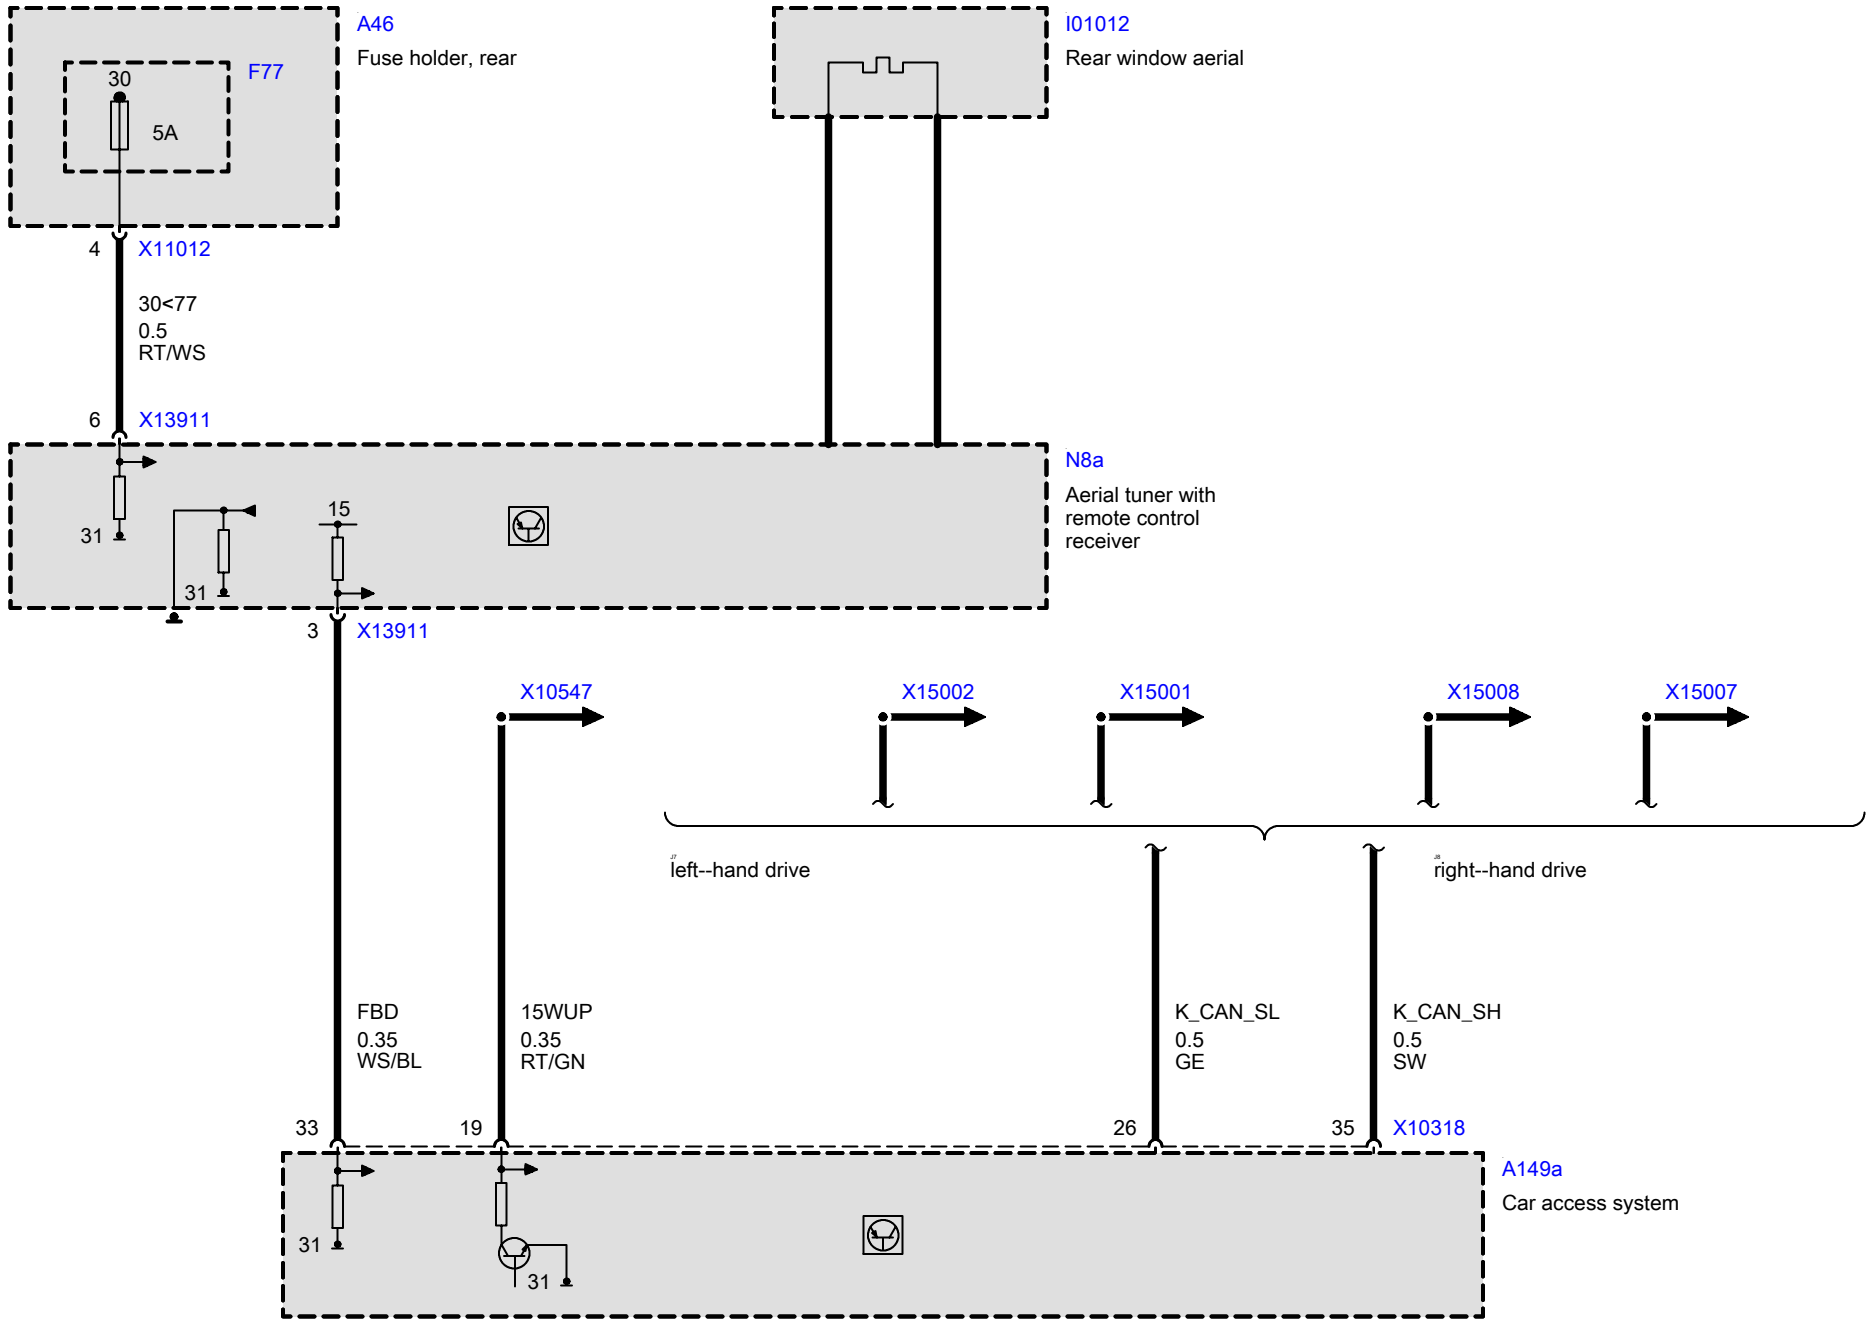 A46
Fuse holder, rear
F77
30
5A
I01012
Rear window aerial
4
X11012
30<77
0.5
RT/WS
6
X13911
N8a
Aerial tuner with
remote control
receiver
31
31
15
3
X13911
X10547
X15002
X15001
X15008
X15007
left--hand drive
right--hand drive
FBD
0.35
WS/BL
15WUP
0.35
RT/GN
K_CAN_SL
0.5
GE
K_CAN_SH
0.5
SW
33
19
26
35
X10318
A149a
Car access system
31
31